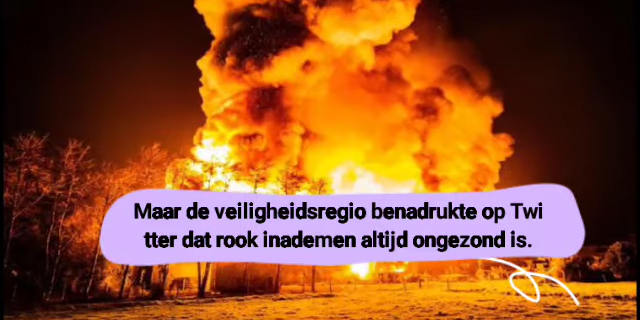 Maar de veiligheidsregio benadrukte op Twi
tter dat rook inademen altijd ongezond is.